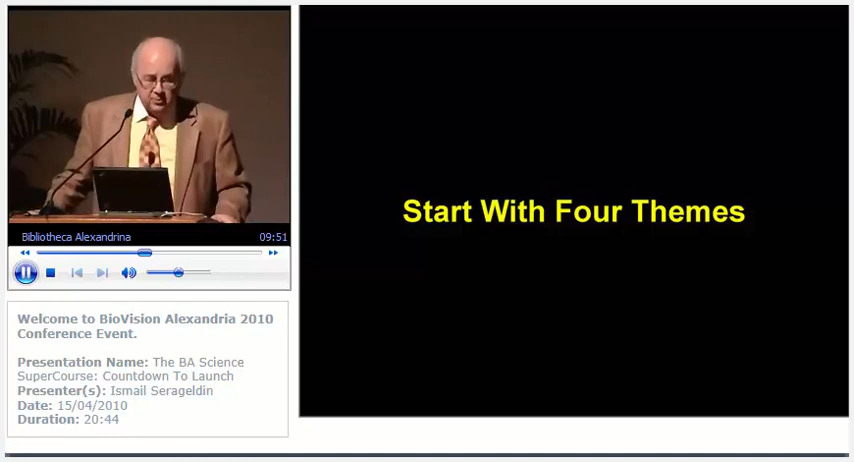 Start With Four Themes
Bibliotheca Alexandrina 09:51
Welcome to BioVision Alexandria 2010
Conference Event.
Presentation Name: The BA Science
SuperCourse: Countdown To Launch
Presenter(s): Ismail Serageldin
Date: 15/04/2010
Duration: 20:44